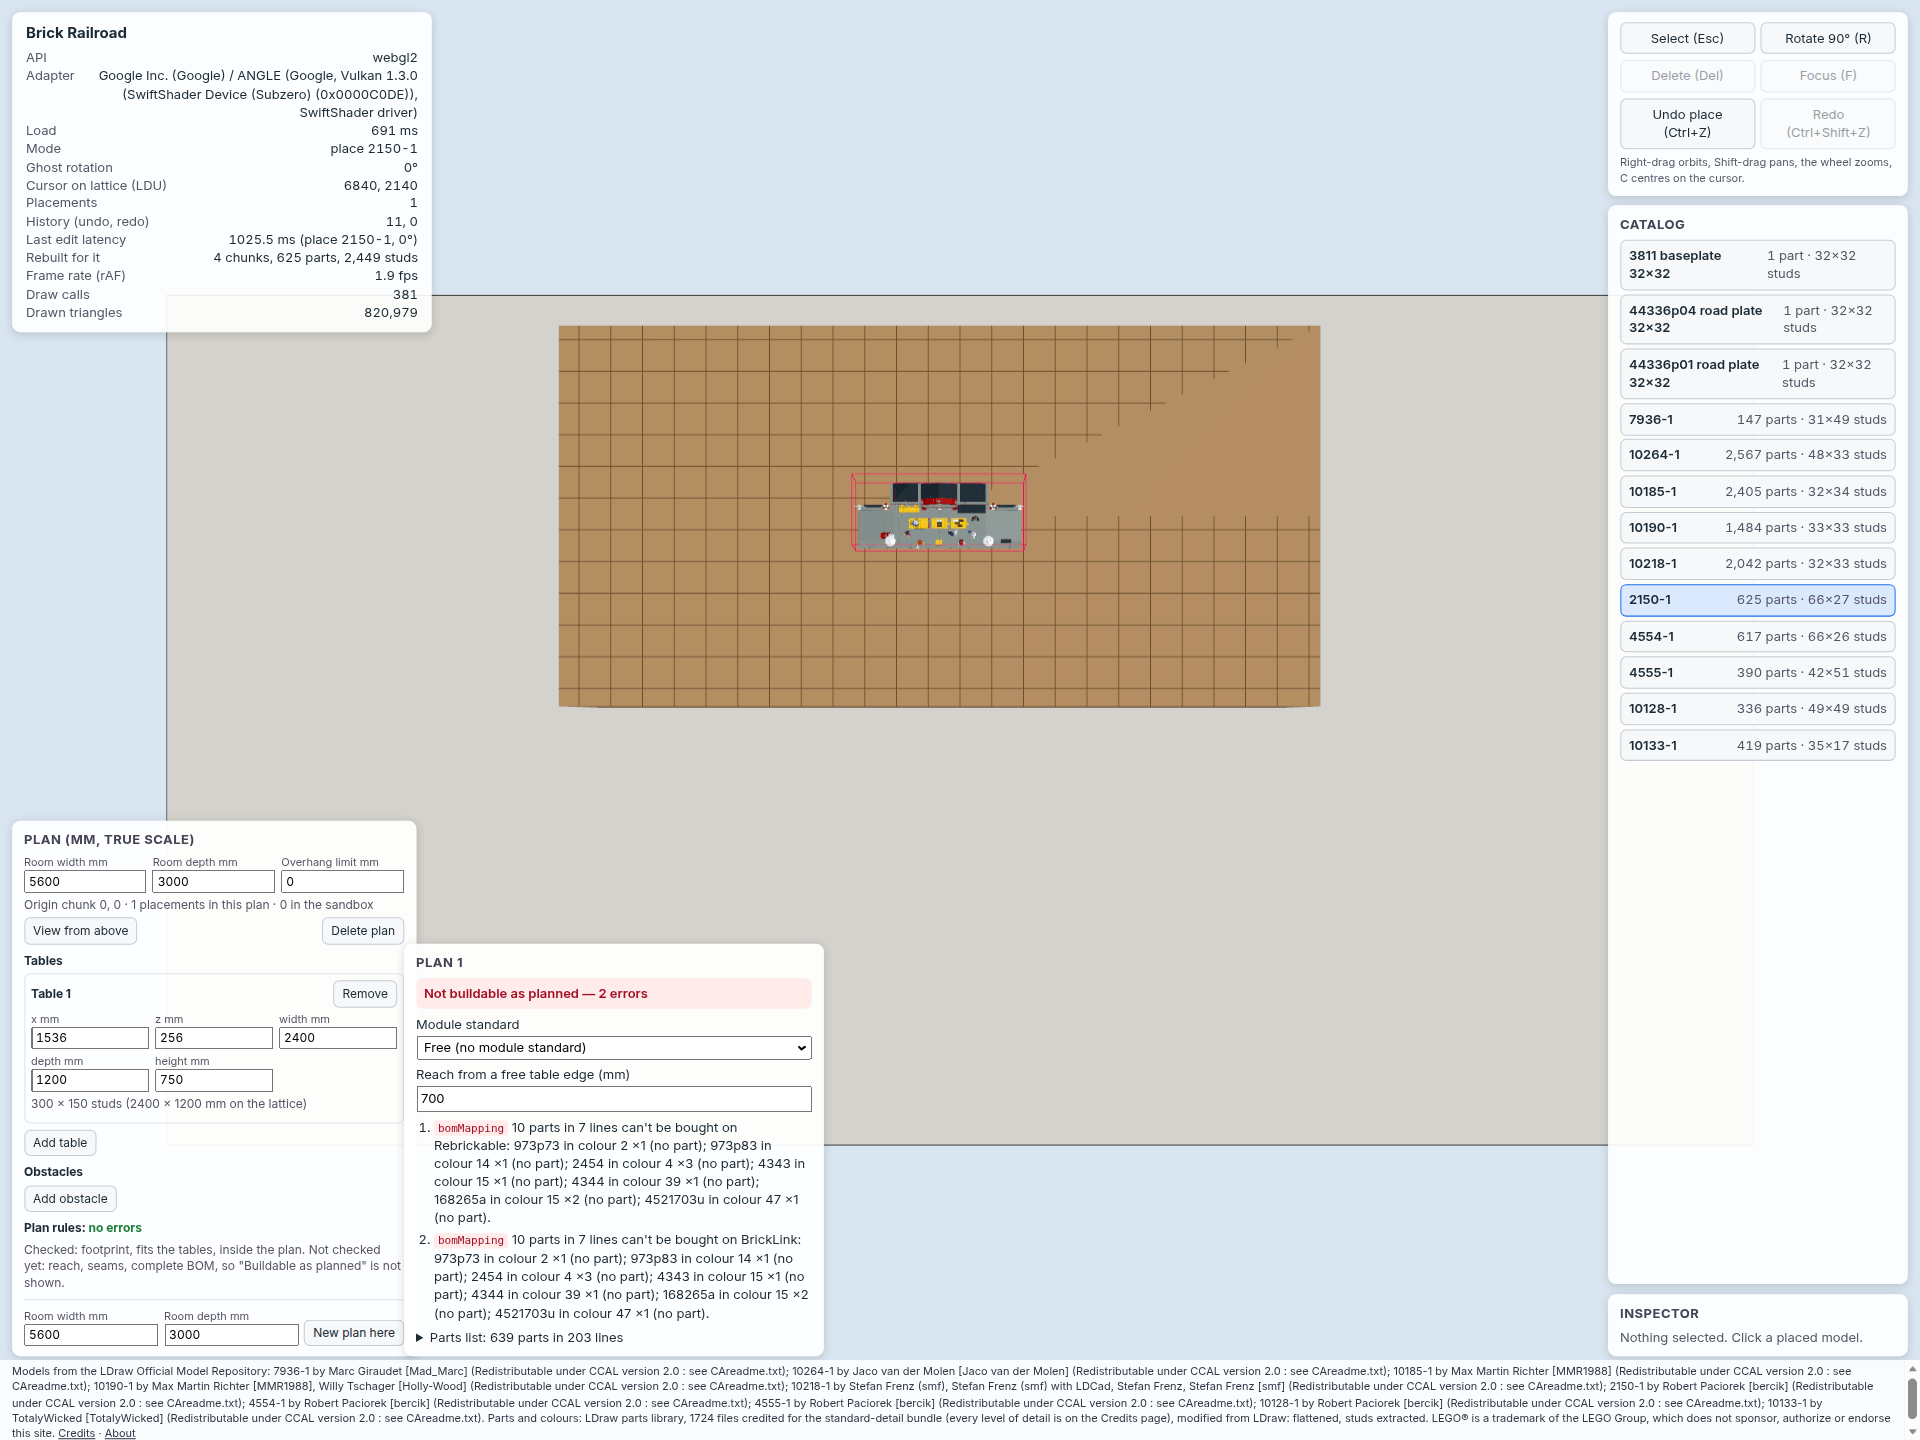 Brick Railroad
API webgl2
Adapter Google Inc. (Google) / ANGLE (Google, Vulkan 1.3.0
(SwiftShader Device (Subzero) (0x0000C0DE)),
SwiftShader driver)
Load 691 ms
Mode place 2150-1
Ghost rotation 0°
Cursor on lattice (LDU) 6840, 2140
Placements 1
History (undo, redo) 11, 0
Last edit latency 1025.5 ms (place 2150-1, 0°)
Rebuilt for it 4 chunks, 625 parts, 2,449 studs
Frame rate (rAF) 1.9 fps
Draw calls 381
Drawn triangles 820,979
Select (Esc) Rotate 90° (R)
Delete (Del) Focus (F)
Undo place
(Ctrl+Z)
Redo
(Ctrl+Shift+Z)
Right-drag orbits, Shift-drag pans, the wheel zooms,
C centres on the cursor.
CATALOG
3811 baseplate
32×32
1 part · 32×32
studs
44336p04 road plate
32×32
1 part · 32×32
studs
44336p01 road plate
32×32
1 part · 32×32
studs
7936-1 147 parts · 31×49 studs
10264-1 2,567 parts · 48×33 studs
10185-1 2,405 parts · 32×34 studs
10190-1 1,484 parts · 33×33 studs
10218-1 2,042 parts · 32×33 studs
2150-1 625 parts · 66×27 studs
4554-1 617 parts · 66×26 studs
4555-1 390 parts · 42×51 studs
10128-1 336 parts · 49×49 studs
10133-1 419 parts · 35×17 studs
INSPECTOR
Nothing selected. Click a placed model.
PLAN (MM, TRUE SCALE)
Room width mm Room depth mm Overhang limit mm
5600 3000 0
Origin chunk 0, 0 · 1 placements in this plan · 0 in the sandbox
View from above Delete plan
Tables
Table 1 Remove
x mm z mm width mm
1536 256 2400
depth mm height mm
1200 750
300 × 150 studs (2400 × 1200 mm on the lattice)
Add table
Obstacles
Add obstacle
Plan rules: no errors
Checked: footprint, fits the tables, inside the plan. Not checked
yet: reach, seams, complete BOM, so "Buildable as planned" is not
shown.
Room width mm Room depth mm
5600 3000 New plan here
PLAN 1
Not buildable as planned — 2 errors
Module standard
Free (no module standard)
Reach from a free table edge (mm)
700
1. bomMapping 10 parts in 7 lines can't be bought on
Rebrickable: 973p73 in colour 2 ×1 (no part); 973p83 in
colour 14 ×1 (no part); 2454 in colour 4 ×3 (no part); 4343 in
colour 15 ×1 (no part); 4344 in colour 39 ×1 (no part);
168265a in colour 15 ×2 (no part); 4521703u in colour 47 ×1
(no part).
2. bomMapping 10 parts in 7 lines can't be bought on BrickLink:
973p73 in colour 2 ×1 (no part); 973p83 in colour 14 ×1 (no
part); 2454 in colour 4 ×3 (no part); 4343 in colour 15 ×1 (no
part); 4344 in colour 39 ×1 (no part); 168265a in colour 15 ×2
(no part); 4521703u in colour 47 ×1 (no part).
Parts list: 639 parts in 203 lines
Models from the LDraw Official Model Repository: 7936-1 by Marc Giraudet [Mad_Marc] (Redistributable under CCAL version 2.0 : see CAreadme.txt); 10264-1 by Jaco van der Molen [Jaco van der Molen] (Redistributable under CCAL version 2.0 : see CAreadme.txt); 10185-1 by Max Martin Richter [MMR1988] (Redistributable under CCAL version 2.0 : see
CAreadme.txt); 10190-1 by Max Martin Richter [MMR1988], Willy Tschager [Holly-Wood] (Redistributable under CCAL version 2.0 : see CAreadme.txt); 10218-1 by Stefan Frenz (smf), Stefan Frenz (smf) with LDCad, Stefan Frenz, Stefan Frenz [smf] (Redistributable under CCAL version 2.0 : see CAreadme.txt); 2150-1 by Robert Paciorek [bercik] (Redistributable
under CCAL version 2.0 : see CAreadme.txt); 4554-1 by Robert Paciorek [bercik] (Redistributable under CCAL version 2.0 : see CAreadme.txt); 4555-1 by Robert Paciorek [bercik] (Redistributable under CCAL version 2.0 : see CAreadme.txt); 10128-1 by Robert Paciorek [bercik] (Redistributable under CCAL version 2.0 : see CAreadme.txt); 10133-1 by
TotalyWicked [TotalyWicked] (Redistributable under CCAL version 2.0 : see CAreadme.txt). Parts and colours: LDraw parts library, 1724 files credited for the standard-detail bundle (every level of detail is on the Credits page), modified from LDraw: flattened, studs extracted. LEGO® is a trademark of the LEGO Group, which does not sponsor, authorize or endorse
this site. Credits · About